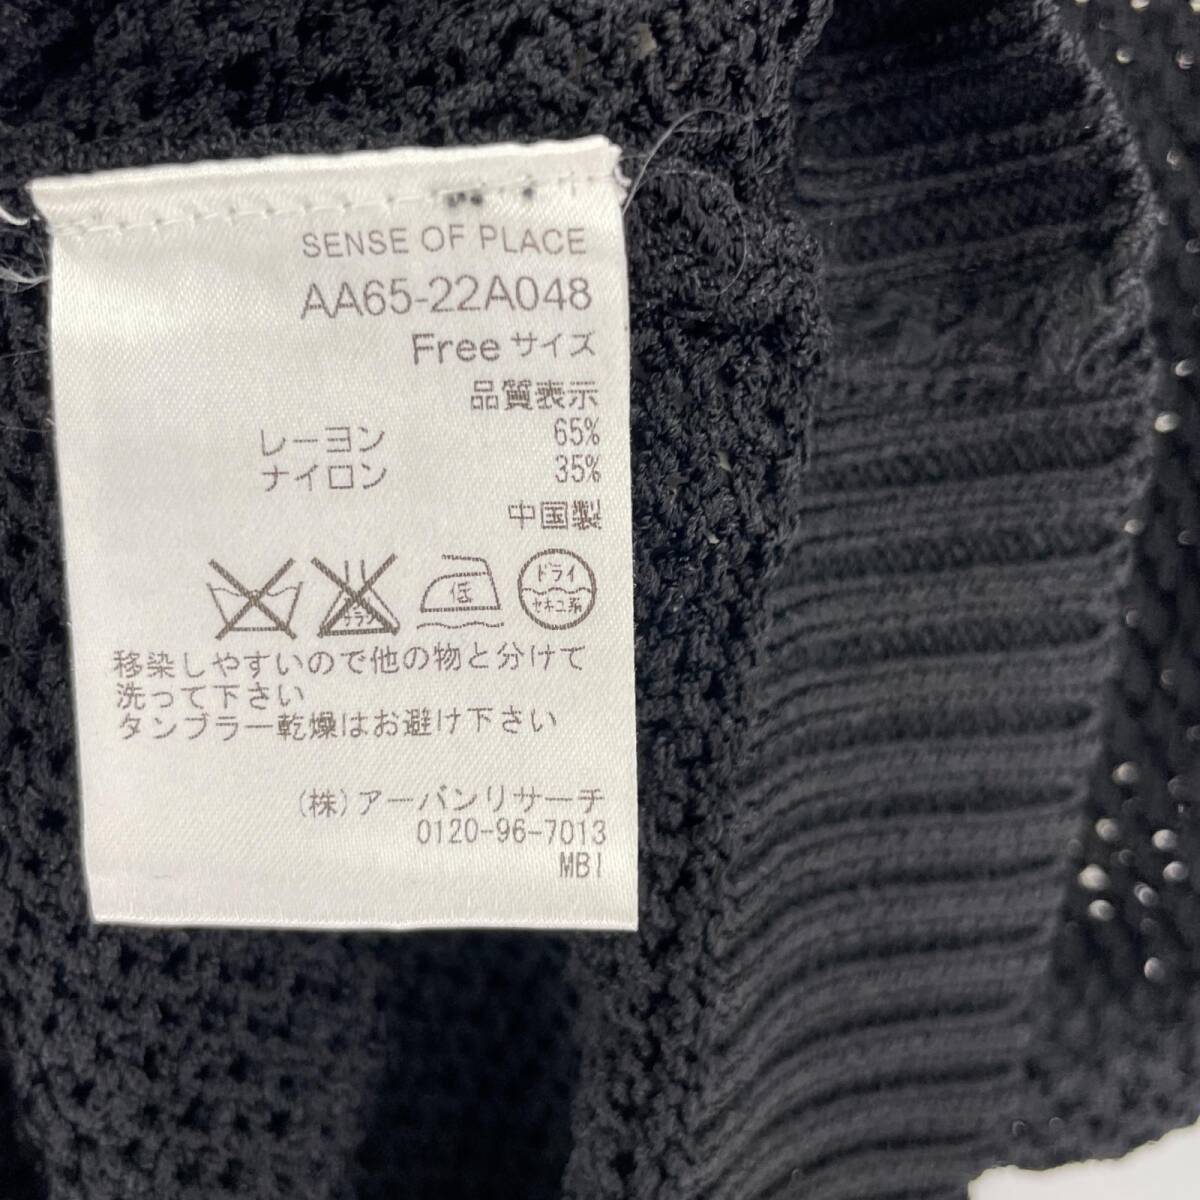 SENSE OF PLACE
AA65-22A048
Free サイズ
品質表示
レーヨン 65%
ナイロン 35%
中国製
低
ドライ
セキユ系
移染しやすいので他の物と分けて
洗って下さい
タンブラー乾燥はお避け下さい
(株)アーバンリサーチ
0120-96-7013
MBI